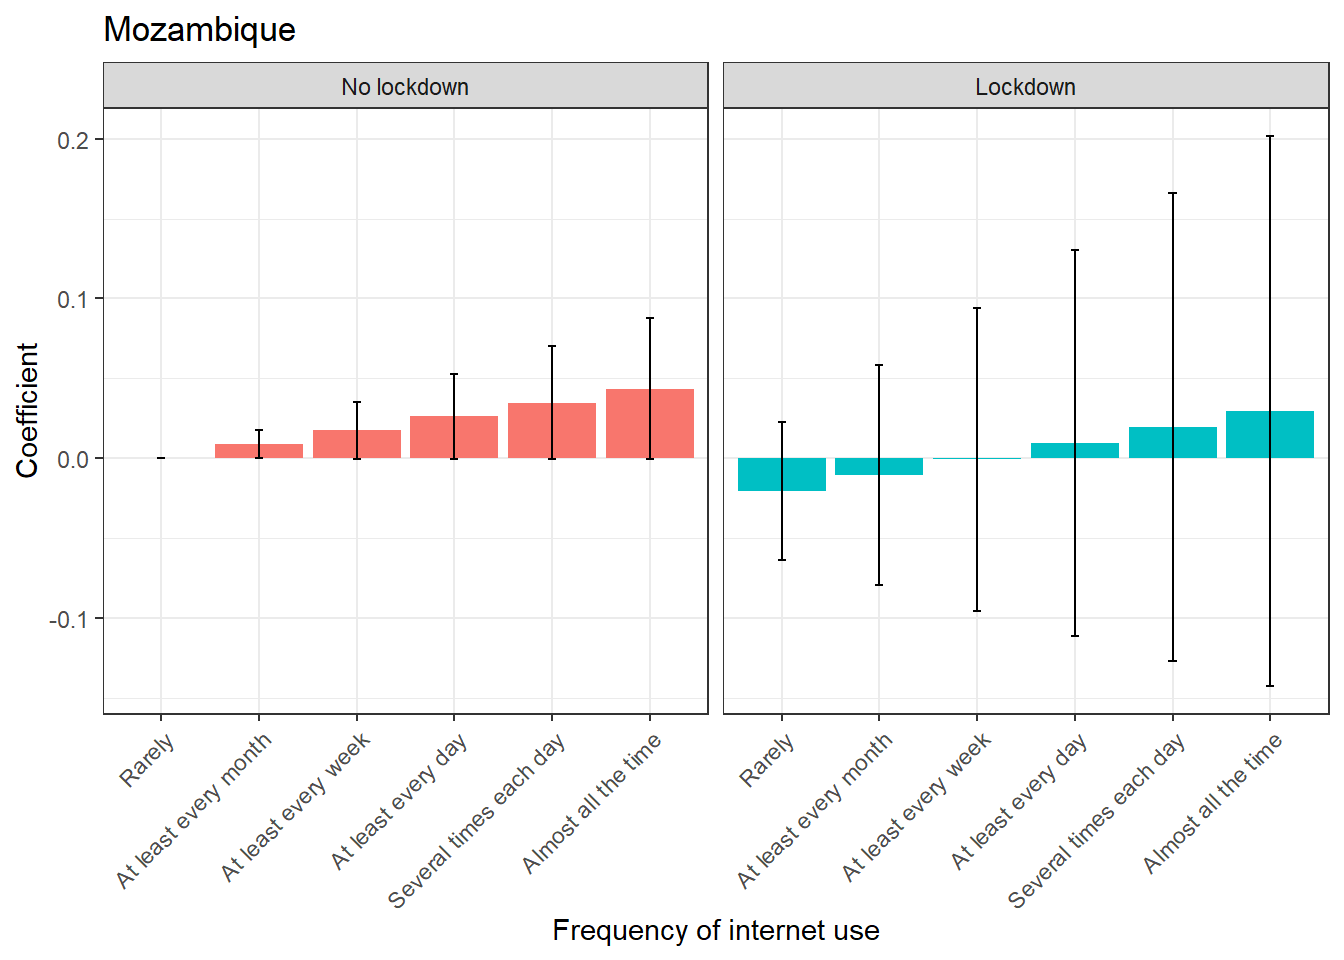 Mozambique
No lockdown
Lockdown
Coefficient
0.2
0.1
0.0
-0.1
Rarely
At least every month
At least every week
At least every day
Several times each day
Almost all the time
Rarely
At least every month
At least every week
At least every day
Several times each day
Almost all the time
Frequency of internet use